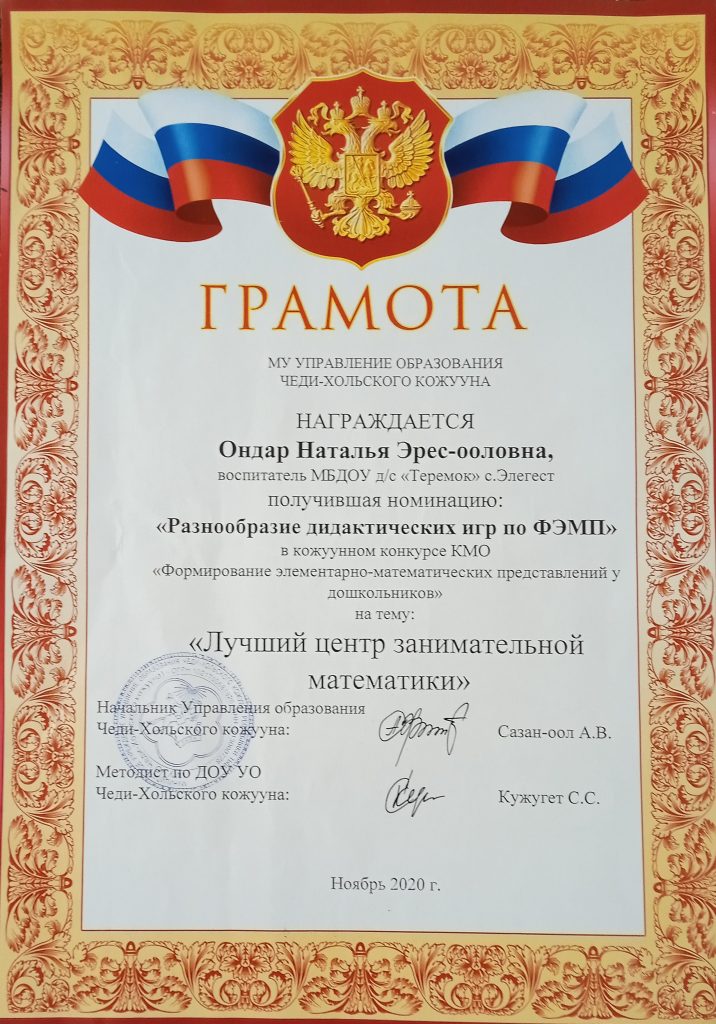 ГРАМОТА
МУ УПРАВЛЕНИЕ ОБРАЗОВАНИЯ
ЧЕДИ-ХОЛЬСКОГО КОЖУУНА
НАГРАЖДАЕТСЯ
Ондар Наталья Эрес-ооловна,
воспитатель МБДОУ д/с «Теремок» с.Элегест
получившая номинацию:
«Разнообразие дидактических игр по ФЭМП»
в кожуунном конкурсе КМО
«Формирование элементарно-математических представлений у
дошкольников»
на тему:
«Лучший центр занимательной
математики»
Начальник Управления образования
Чеди-Хольского кожууна: Сазан-оол А.В.
Методист по ДОУ УО
Чеди-Хольского кожууна: Кужугет С.С.
Ноябрь 2020 г.